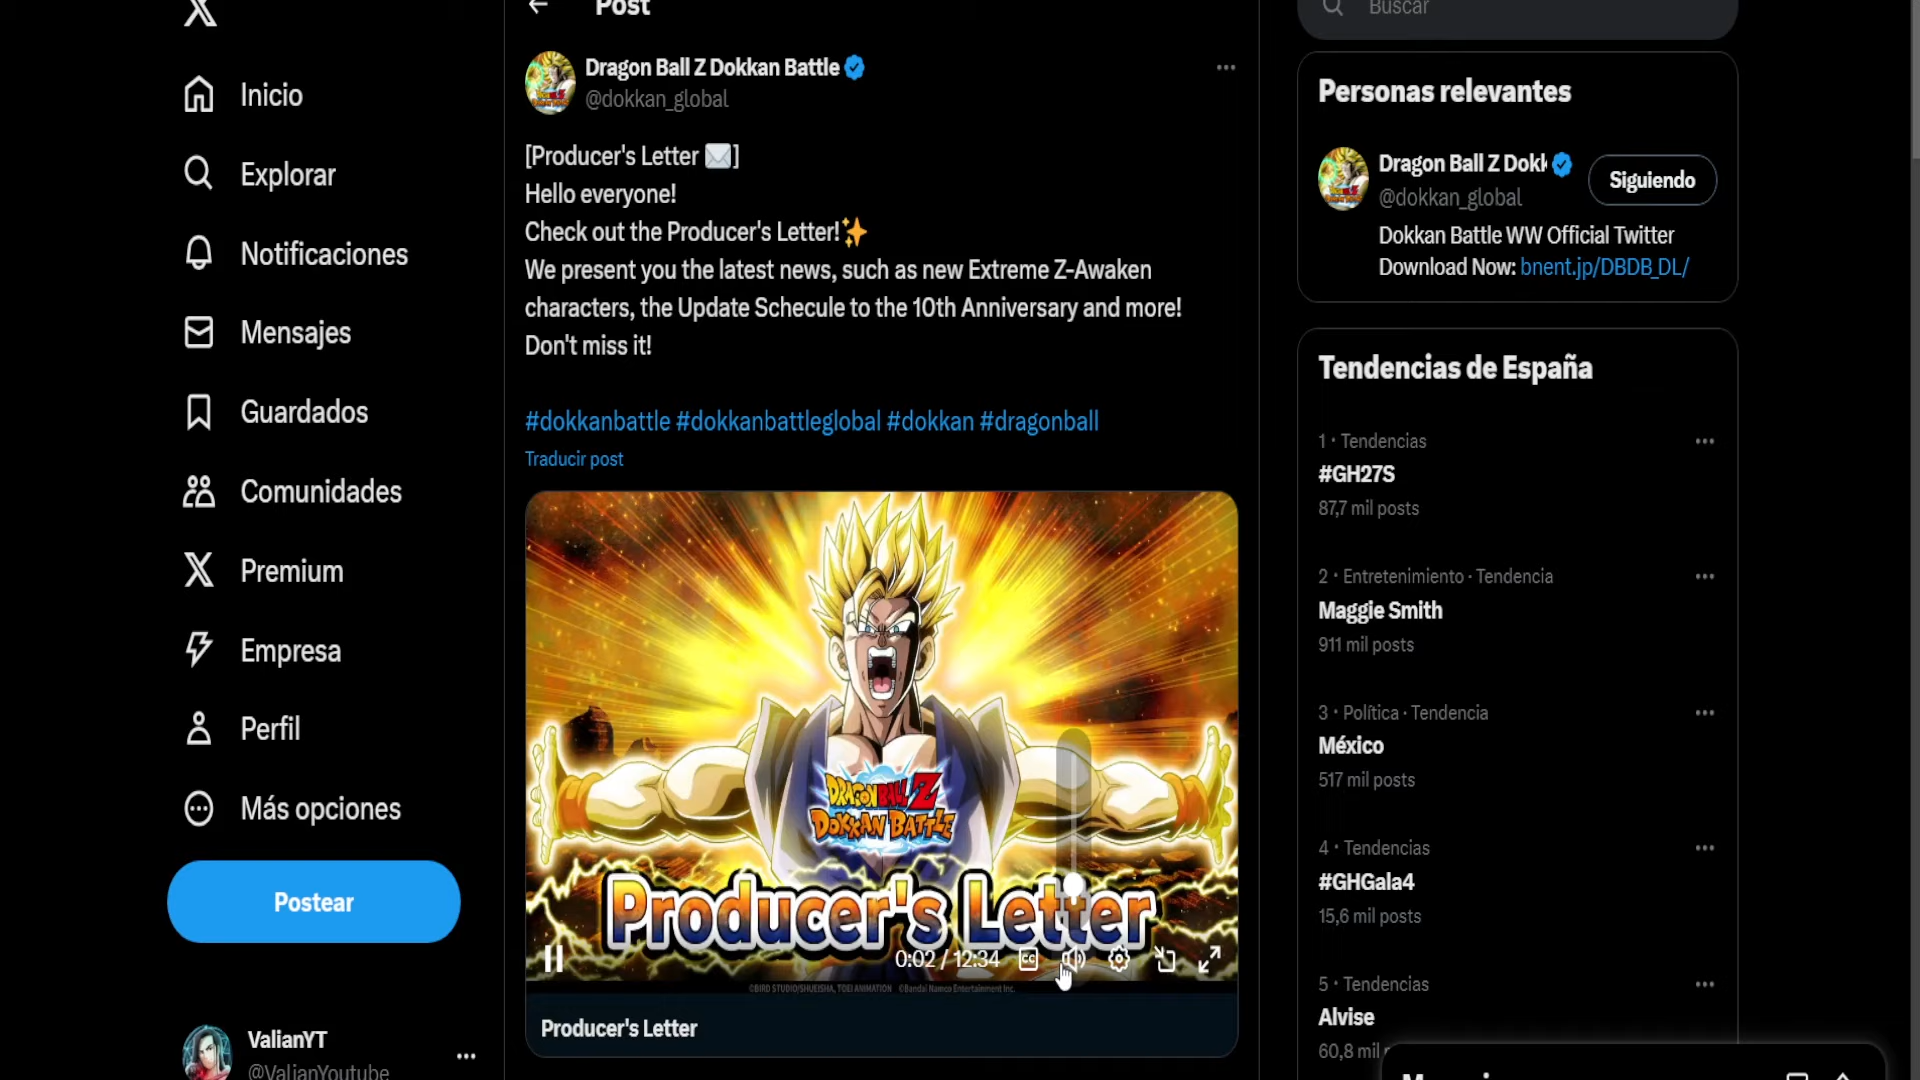 Inicio
Explorar
Notificaciones
Mensajes
Guardados
Comunidades
Premium
Perfil
Empresa
Más opciones
Postear
ValianYT
@ValianYoutube
Post
Dragon Ball Z Dokkan Battle
@dokkan_global
[Producer's Letter ✉️]
Hello everyone!
Check out the Producer's Letter!✨
We present you the latest news, such as new Extreme Z-Awaken
characters, the Update Schecule to the 10th Anniversary and more!
Don't miss it!
#dokkanbattle #dokkanbattleglobal #dokkan #dragonball
Traducir post
DRAGON BALL Z
DOKKAN BATTLE
Producer's Letter
0:02 / 12:34
CC
©BIRD STUDIO/SHUEISHA, TOEI ANIMATION ©Bandai Namco Entertainment Inc.
Producer's Letter
Buscar
Personas relevantes
Dragon Ball Z Dokk
@dokkan_global
Siguiendo
Dokkan Battle WW Official Twitter
Download Now: bnent.jp/DBDB_DL/
Tendencias de España
1 · Tendencias
#GH27S
87,7 mil posts
2 · Entretenimiento · Tendencia
Maggie Smith
911 mil posts
3 · Política · Tendencia
México
517 mil posts
4 · Tendencias
#GHGala4
15,6 mil posts
5 · Tendencias
Alvise
60,8 mil